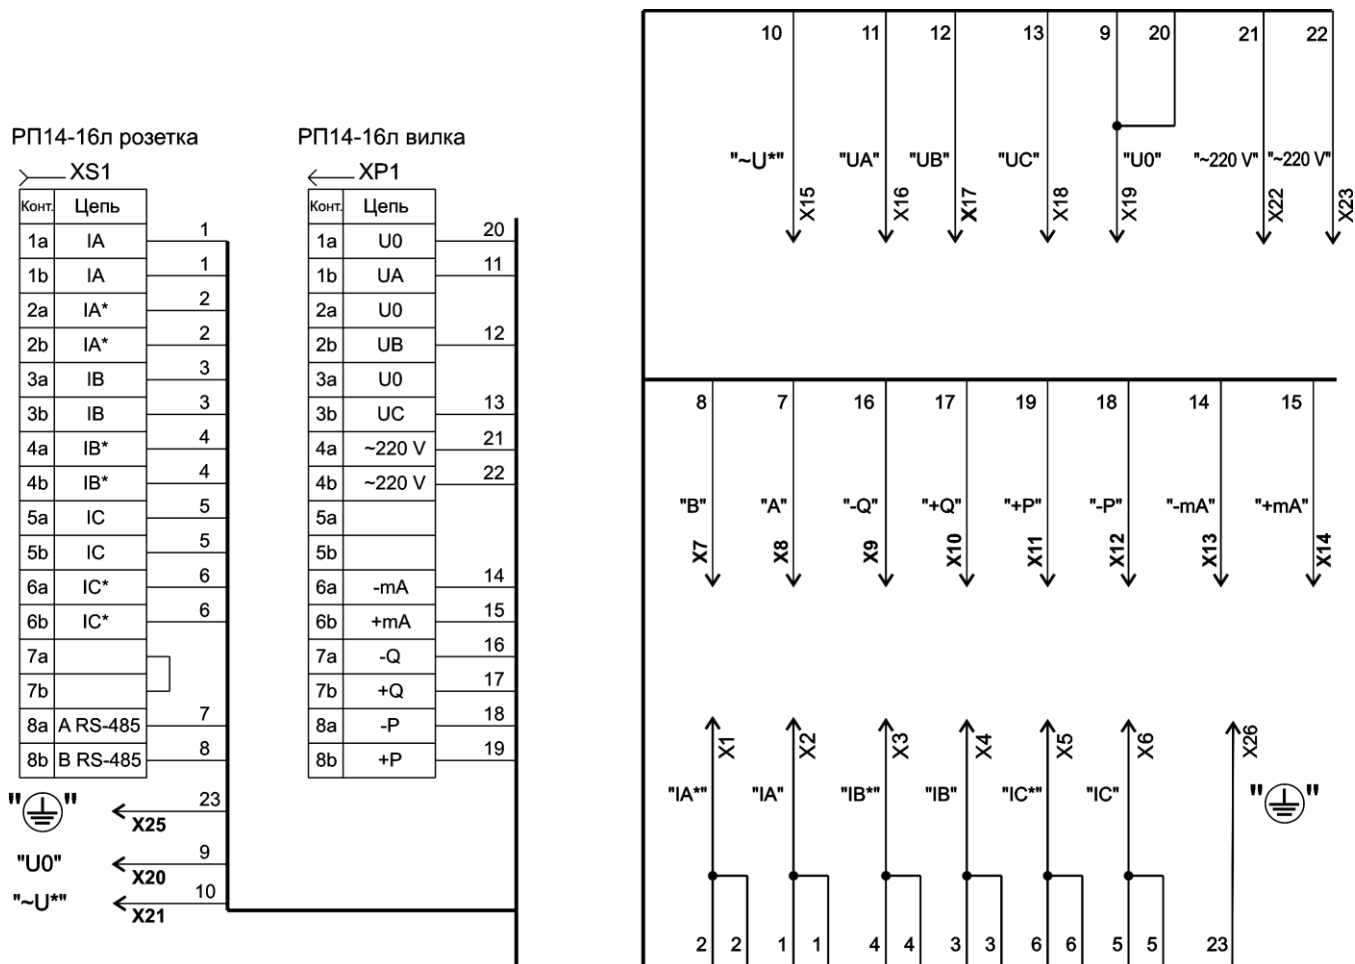 РП14-16л розетка
XS1
Конт. Цепь
1a IA 1
1b IA 1
2a IA* 2
2b IA* 2
3a IB 3
3b IB 3
4a IB* 4
4b IB* 4
5a IC 5
5b IC 5
6a IC* 6
6b IC* 6
7a
7b
8a A RS-485 7
8b B RS-485 8
" " X25 23
"U0" X20 9
"~U*" X21 10
РП14-16л вилка
XP1
Конт. Цепь
1a U0 20
1b UA 11
2a U0
2b UB 12
3a U0
3b UC 13
4a ~220 V 21
4b ~220 V 22
5a
5b
6a -mA 14
6b +mA 15
7a -Q 16
7b +Q 17
8a -P 18
8b +P 19
10 11 12 13 9 20 21 22
"~U*" "UA" "UB" "UC" "U0" "~220 V" "~220 V"
X15 X16 X17 X18 X19 X22 X23
8 7 16 17 19 18 14 15
"B" "A" "-Q" "+Q" "+P" "-P" "-mA" "+mA"
X7 X8 X9 X10 X11 X12 X13 X14
X1 X2 X3 X4 X5 X6 X26
"IA*" "IA" "IB*" "IB" "IC*" "IC" " "
2 2 1 1 4 4 3 3 6 6 5 5 23